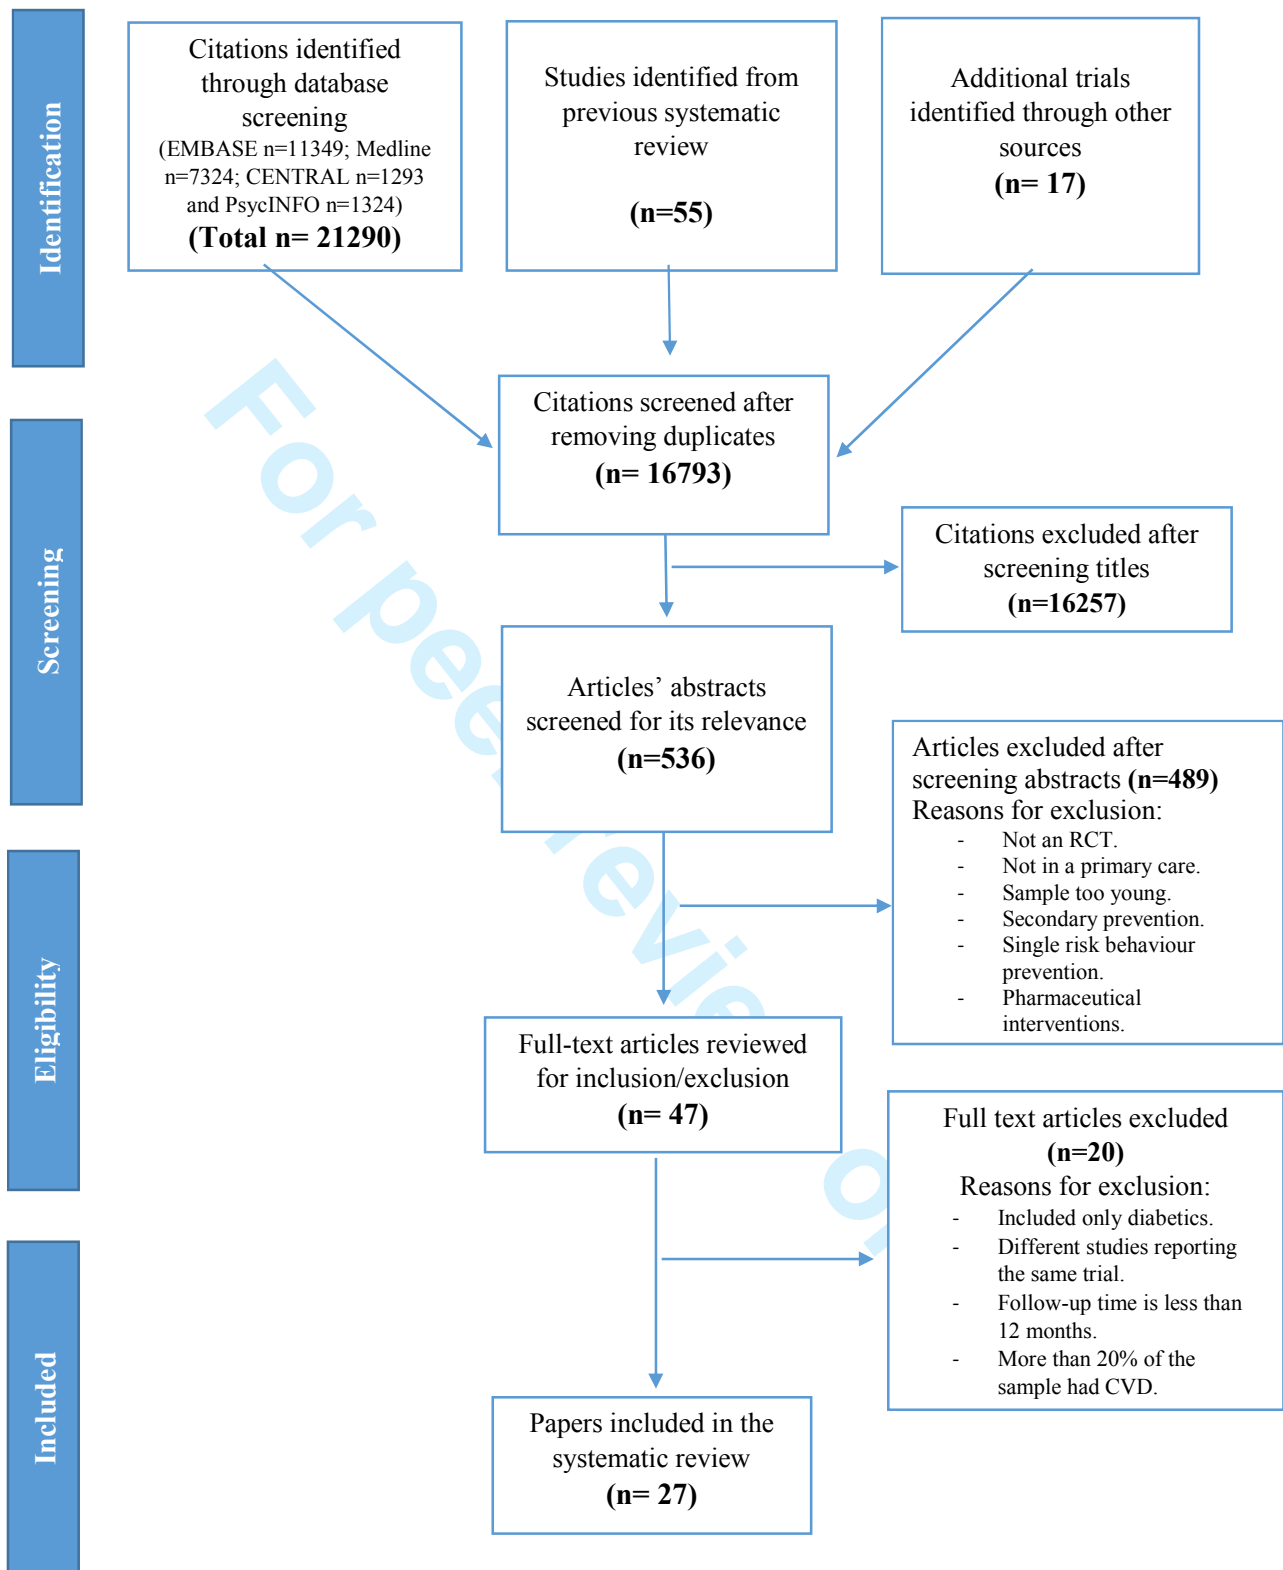 Identification
Citations identified
through database
screening
(EMBASE n=11349; Medline
n=7324; CENTRAL n=1293
and PsycINFO n=1324)
(Total n= 21290)
Studies identified from
previous systematic
review
(n=55)
Additional trials
identified through other
sources
(n= 17)
Screening
Citations screened after
removing duplicates
(n= 16793)
Citations excluded after
screening titles
(n=16257)
Articles’ abstracts
screened for its relevance
(n=536)
Articles excluded after
screening abstracts (n=489)
Reasons for exclusion:
- Not an RCT.
- Not in a primary care.
- Sample too young.
- Secondary prevention.
- Single risk behaviour
prevention.
- Pharmaceutical
interventions.
Eligibility
Full-text articles reviewed
for inclusion/exclusion
(n= 47)
Full text articles excluded
(n=20)
Reasons for exclusion:
- Included only diabetics.
- Different studies reporting
the same trial.
- Follow-up time is less than
12 months.
- More than 20% of the
sample had CVD.
Included
Papers included in the
systematic review
(n= 27)
For peer review